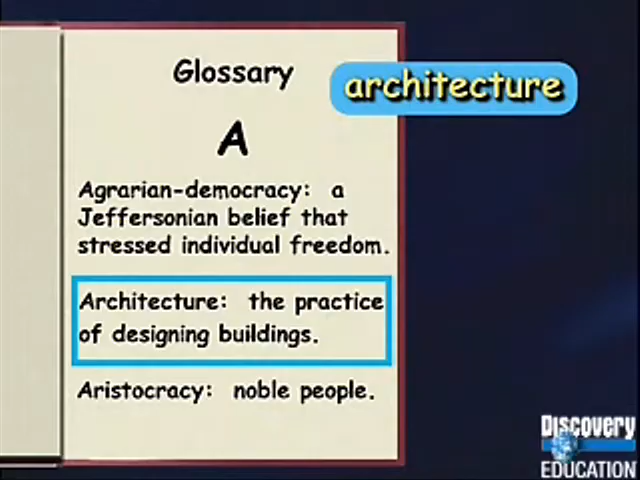 Glossary
architecture
A
Agrarian-democracy: a
Jeffersonian belief that
stressed individual freedom.
Architecture: the practice
of designing buildings.
Aristocracy: noble people.
Discovery
EDUCATION